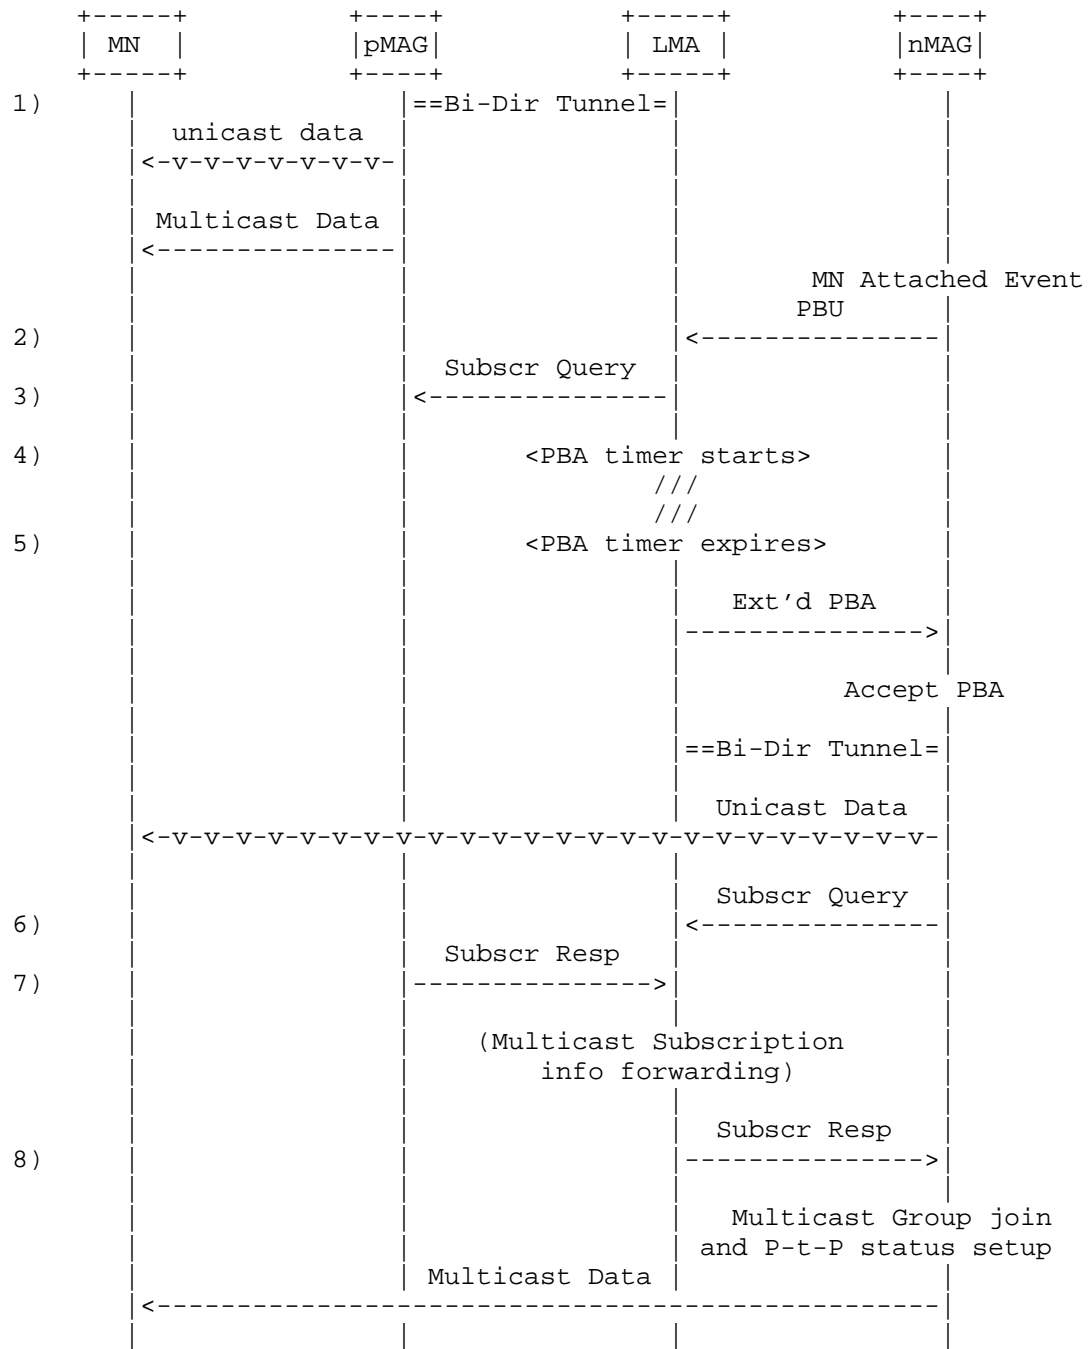 MN pMAG LMA nMAG
1) ==Bi-Dir Tunnel=
unicast data
<-v-v-v-v-v-v-v-
Multicast Data
<---------------
MN Attached Event
PBU
2) <---------------
Subscr Query
3) <---------------
4) <PBA timer starts>
///
///
5) <PBA timer expires>
Ext'd PBA
--------------->
Accept PBA
==Bi-Dir Tunnel=
Unicast Data
<-v-v-v-v-v-v-v-v-v-v-v-v-v-v-v-v-v-v-v-v-v-v-v-v-
Subscr Query
6) <---------------
Subscr Resp
7) --------------->
(Multicast Subscription
info forwarding)
Subscr Resp
8) --------------->
Multicast Group join
and P-t-P status setup
Multicast Data
<-------------------------------------------------